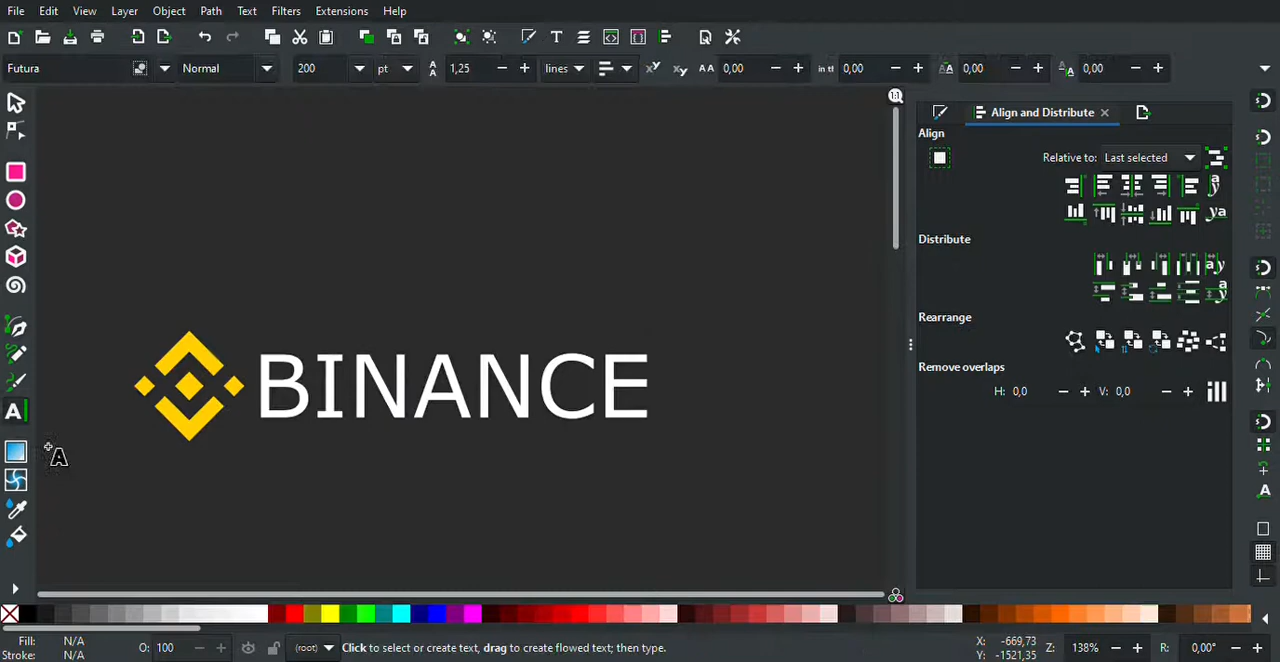 File Edit View Layer Object Path Text Filters Extensions Help
Futura Normal 200 pt 1,25 lines 0,00 0,00 0,00 0,00
Align and Distribute
Align
Relative to: Last selected
Distribute
Rearrange
Remove overlaps
H: 0,0 V: 0,0
BINANCE
Fill: N/A
Stroke: N/A
O: 100 (root) Click to select or create text, drag to create flowed text; then type.
X: -669,73
Y: -1521,35
Z: 138% R: 0,00°